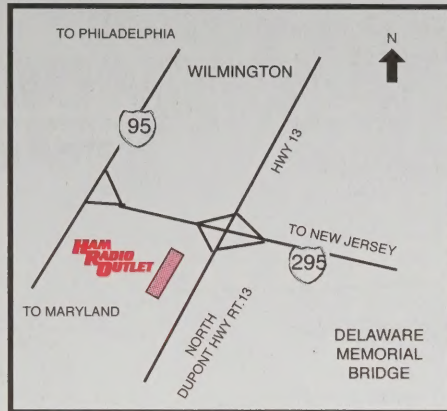 TO PHILADELPHIA
N
WILMINGTON
95
HWY 13
TO NEW JERSEY
295
HAM
RADIO
OUTLET
TO MARYLAND
NORTH
DUPONT HWY RT.13
DELAWARE
MEMORIAL
BRIDGE